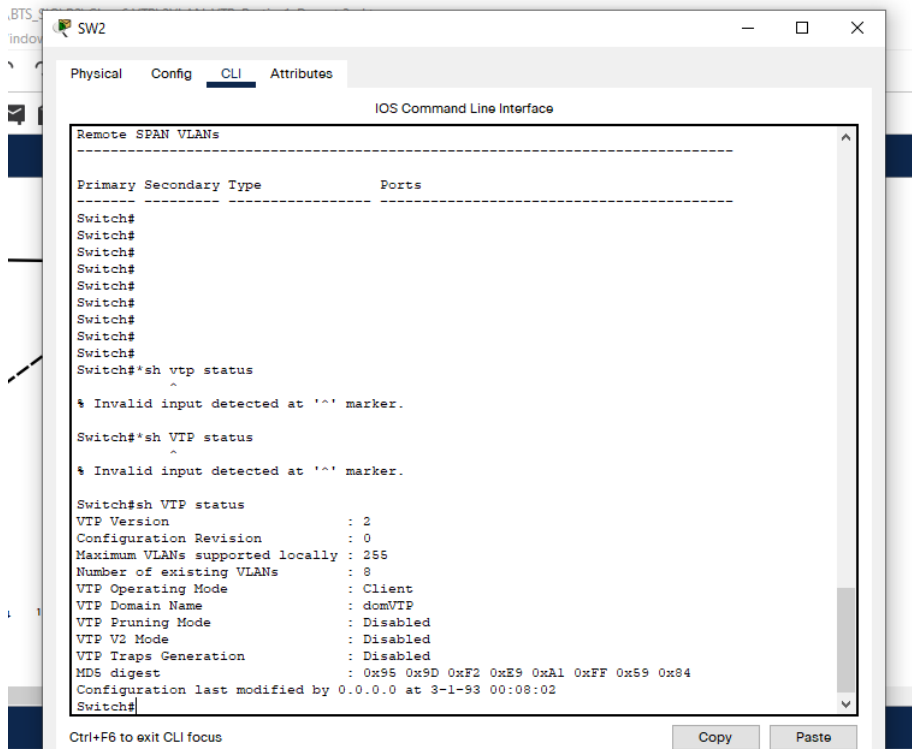 SW2
Physical Config CLI Attributes
IOS Command Line Interface
Remote SPAN VLANs
------------------------------------------------------------------------------
Primary Secondary Type              Ports
------- --------- ----------------- ------------------------------------------
Switch#
Switch#
Switch#
Switch#
Switch#
Switch#
Switch#
Switch#
Switch#
Switch#*sh vtp status
^
% Invalid input detected at '^' marker.
Switch#*sh VTP status
^
% Invalid input detected at '^' marker.
Switch#sh VTP status
VTP Version                     : 2
Configuration Revision          : 0
Maximum VLANs supported locally : 255
Number of existing VLANs        : 8
VTP Operating Mode              : Client
VTP Domain Name                 : domVTP
VTP Pruning Mode                : Disabled
VTP V2 Mode                     : Disabled
VTP Traps Generation            : Disabled
MD5 digest                      : 0x95 0x9D 0xF2 0xE9 0xA1 0xFF 0x59 0x84
Configuration last modified by 0.0.0.0 at 3-1-93 00:08:02
Switch#
Ctrl+F6 to exit CLI focus
Copy Paste